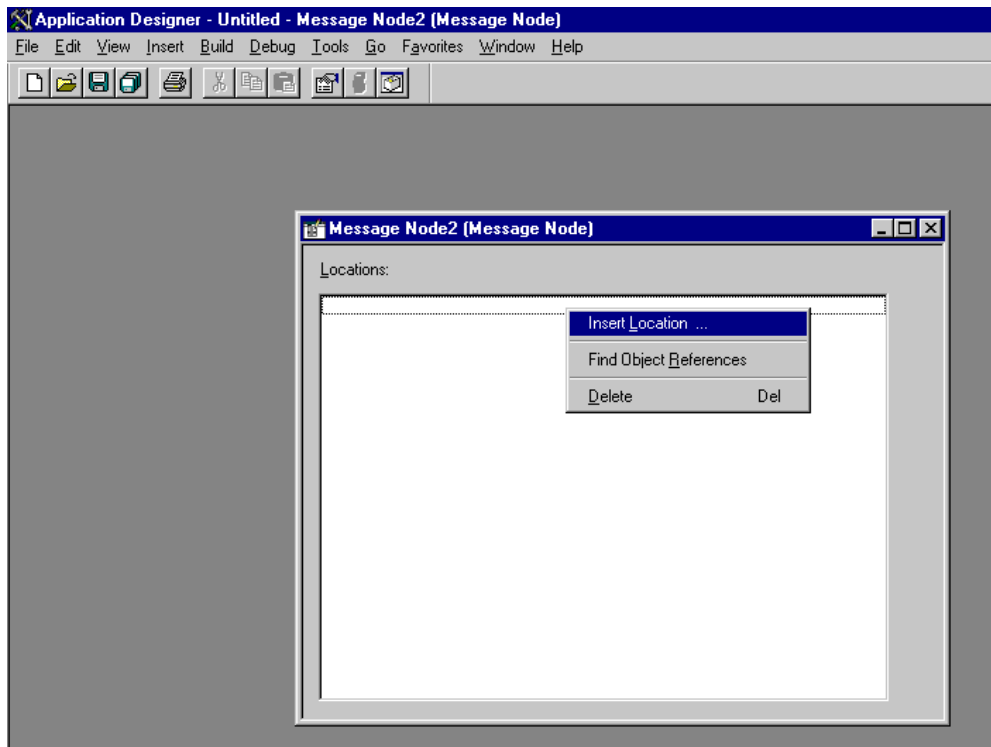 Application Designer - Untitled - Message Node2 (Message Node)
File Edit View Insert Build Debug Tools Go Favorites Window Help
Message Node2 (Message Node)
Locations:
Insert Location ...
Find Object References
Delete Del